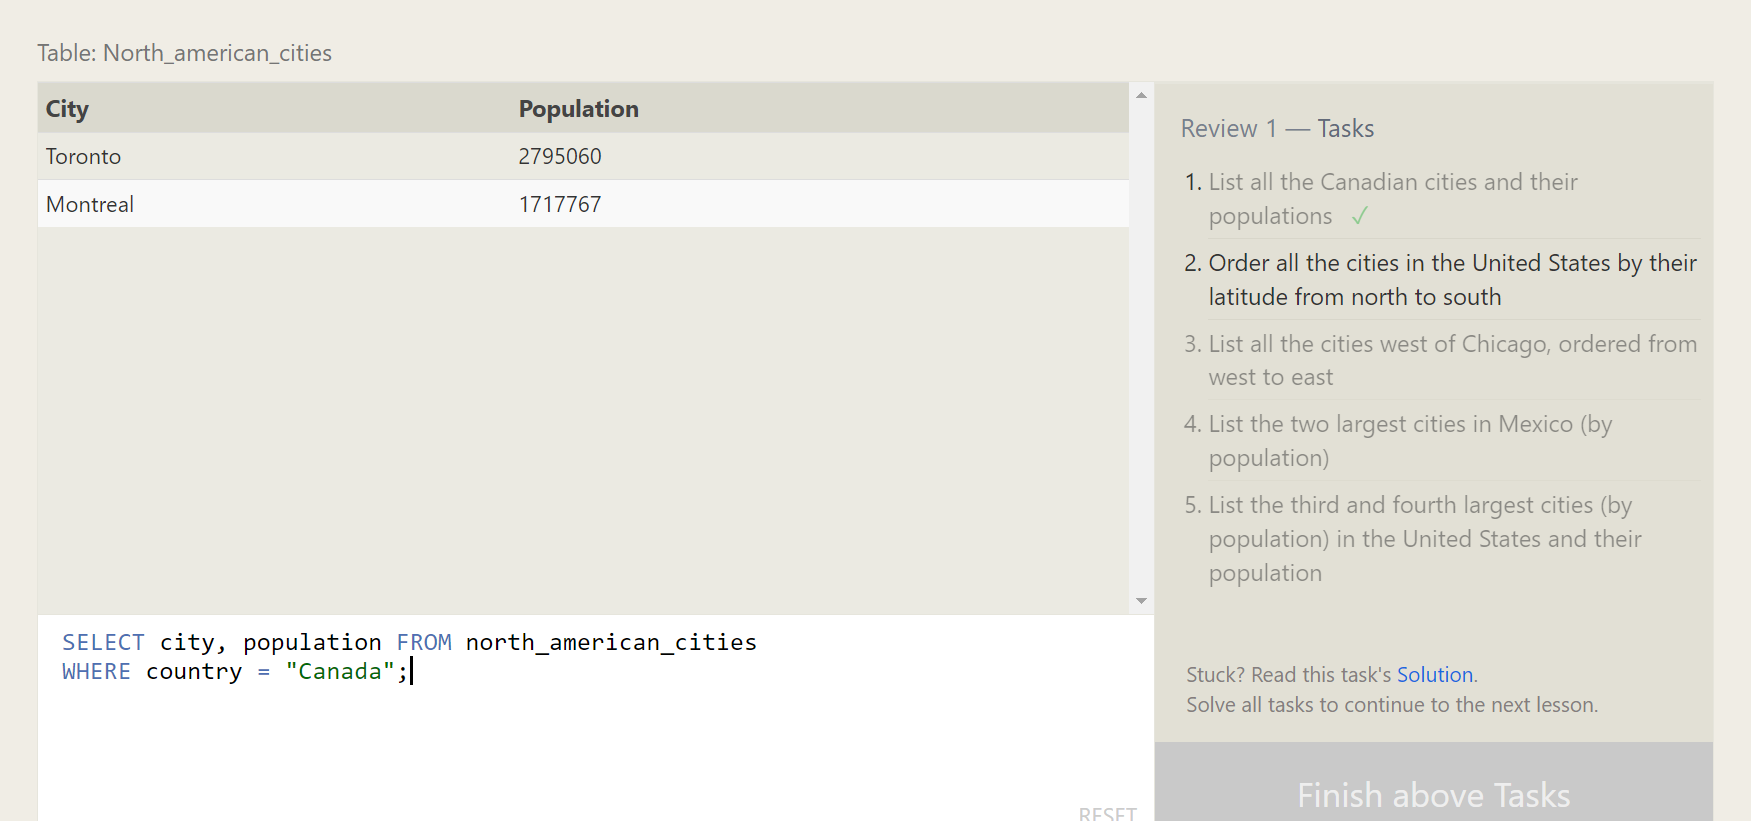 Table: North_american_cities
City Population
Toronto 2795060
Montreal 1717767
SELECT city, population FROM north_american_cities
WHERE country = "Canada";
RESET
Review 1 — Tasks
1. List all the Canadian cities and their
populations ✓
2. Order all the cities in the United States by their
latitude from north to south
3. List all the cities west of Chicago, ordered from
west to east
4. List the two largest cities in Mexico (by
population)
5. List the third and fourth largest cities (by
population) in the United States and their
population
Stuck? Read this task's Solution.
Solve all tasks to continue to the next lesson.
Finish above Tasks